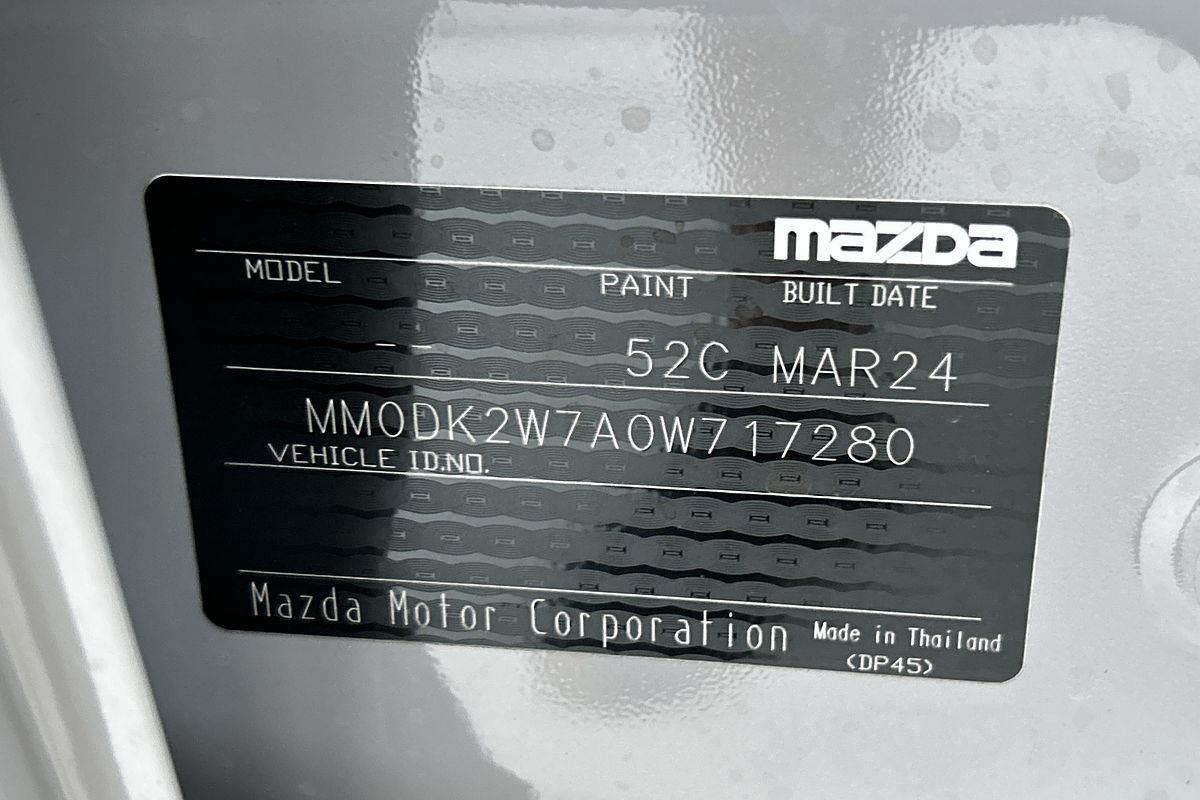 mazda
MODEL PAINT BUILT DATE
-- 52C MAR24
MM0DK2W7A0W717280
VEHICLE ID.NO.
Mazda Motor Corporation Made in Thailand
(DP45)